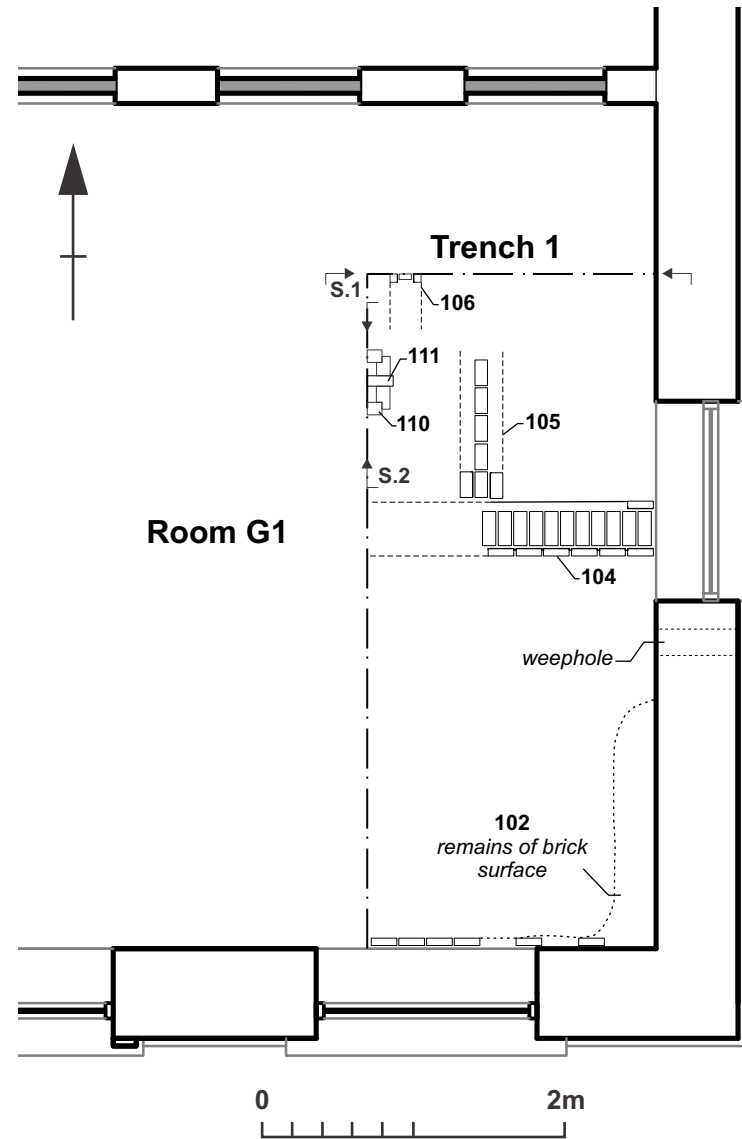 Trench 1
S.1
106
111
110
105
S.2
Room G1
104
weephole
102
remains of brick
surface
0 2m